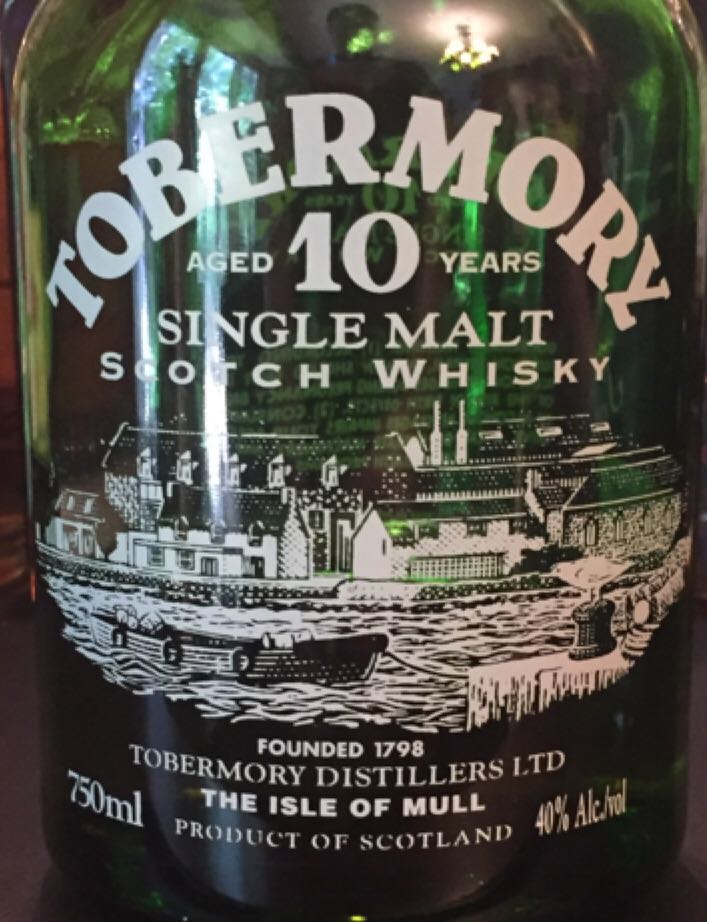 TOBERMORY
AGED 10 YEARS
SINGLE MALT
SCOTCH WHISKY
FOUNDED 1798
TOBERMORY DISTILLERS LTD
750ml THE ISLE OF MULL 40% Alc./vol
PRODUCT OF SCOTLAND